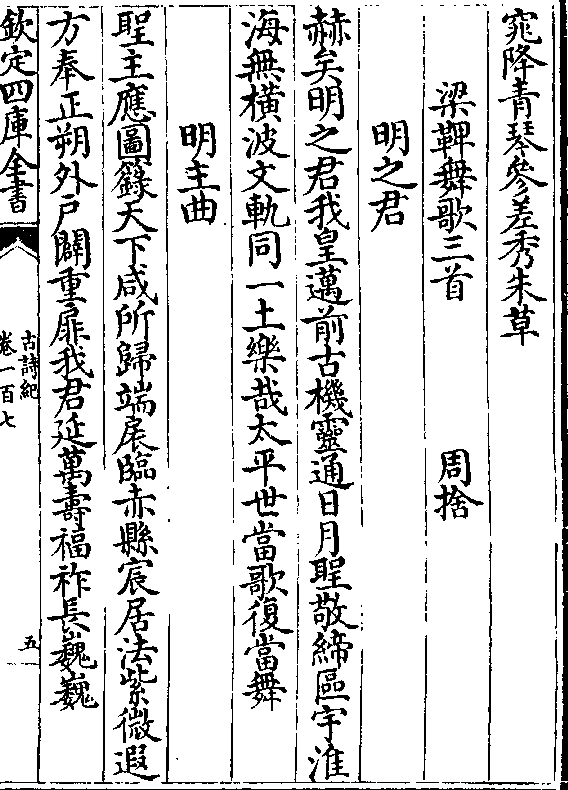 窕降青琴參差秀朱草
梁鞞舞歌三首 周捨
明之君
赫矣明之君我皇邁前古機靈通日月聖敬締區宇淮
海無橫波文軌同一土樂哉太平世當歌復當舞
明主曲
聖主應圖籙天下咸所歸端扆臨赤縣宸居法紫微遐
方奉正朔外戶闢重扉我君延萬壽福祚長巍巍
欽定四庫全書
古詩紀
卷一百七
五